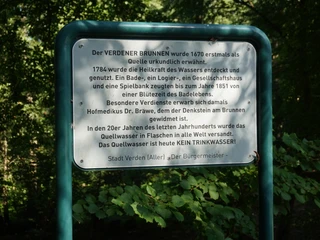 Der VERDENER BRUNNEN wurde 1670 erstmals als
Quelle urkundlich erwähnt.
1784 wurde die Heilkraft des Wassers entdeckt und
genutzt. Ein Bade-, ein Logier-, ein Gesellschaftshaus
und eine Spielbank zeugten bis zum Jahre 1851 von
einer Blütezeit des Badelebens.
Besondere Verdienste erwarb sich damals
Hofmedikus Dr. Bräwe, dem der Denkstein am Brunnen
gewidmet ist.
In den 20er Jahren des letzten Jahrhunderts wurde das
Quellwasser in Flaschen in alle Welt versandt.
Das Quellwasser ist heute KEIN TRINKWASSER!
Stadt Verden (Aller) Der Bürgermeister